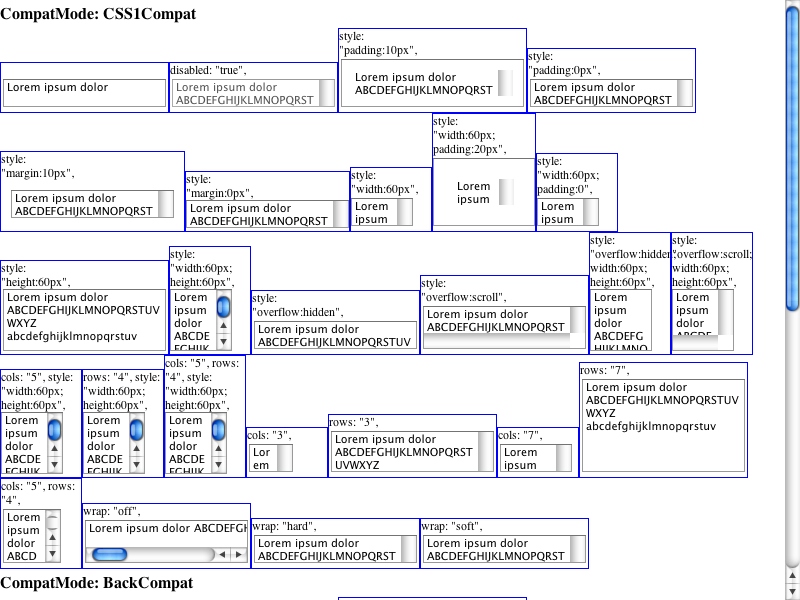 CompatMode: CSS1Compat
Lorem ipsum dolor
disabled: "true",
Lorem ipsum dolor
ABCDEFGHIJKLMNOPQRST
style:
"padding:10px",
Lorem ipsum dolor
ABCDEFGHIJKLMNOPQRST
style:
"padding:0px",
Lorem ipsum dolor
ABCDEFGHIJKLMNOPQRST
style:
"margin:10px",
Lorem ipsum dolor
ABCDEFGHIJKLMNOPQRST
style:
"margin:0px",
Lorem ipsum dolor
ABCDEFGHIJKLMNOPQRST
style:
"width:60px",
Lorem
ipsum
style:
"width:60px;
padding:20px",
Lorem
ipsum
style:
"width:60px;
padding:0",
Lorem
ipsum
style:
"height:60px",
Lorem ipsum dolor
ABCDEFGHIJKLMNOPQRSTUV
WXYZ
abcdefghijklmnopqrstuv
style:
"width:60px;
height:60px",
Lorem
ipsum
dolor
ABCDE
FGHIJK
style:
"overflow:hidden",
Lorem ipsum dolor
ABCDEFGHIJKLMNOPQRSTUV
style:
"overflow:scroll",
Lorem ipsum dolor
ABCDEFGHIJKLMNOPQRST
style:
"overflow:hidden;
width:60px;
height:60px",
Lorem
ipsum
dolor
ABCDEFG
HIJKLMNO
style:
"overflow:scroll;
width:60px;
height:60px",
Lorem
ipsum
dolor
ABCDE
cols: "5", style:
"width:60px;
height:60px",
Lorem
ipsum
dolor
ABCDE
FGHIJK
rows: "4", style:
"width:60px;
height:60px",
Lorem
ipsum
dolor
ABCDE
FGHIJK
cols: "5", rows:
"4", style:
"width:60px;
height:60px",
Lorem
ipsum
dolor
ABCDE
FGHIJK
cols: "3",
Lor
em
rows: "3",
Lorem ipsum dolor
ABCDEFGHIJKLMNOPQRST
UVWXYZ
cols: "7",
Lorem
ipsum
rows: "7",
Lorem ipsum dolor
ABCDEFGHIJKLMNOPQRSTUV
WXYZ
abcdefghijklmnopqrstuv
cols: "5", rows:
"4",
Lorem
ipsum
dolor
ABCD
wrap: "off",
Lorem ipsum dolor ABCDEFGH
wrap: "hard",
Lorem ipsum dolor
ABCDEFGHIJKLMNOPQRST
wrap: "soft",
Lorem ipsum dolor
ABCDEFGHIJKLMNOPQRST
CompatMode: BackCompat